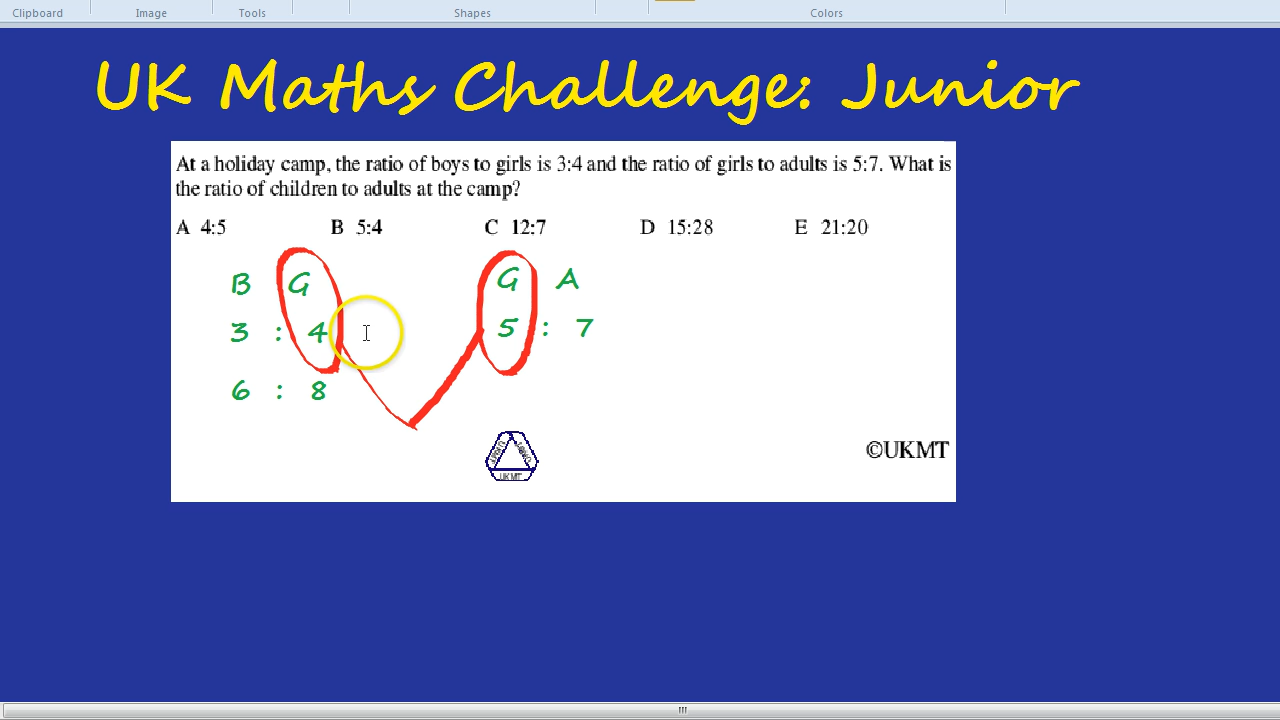 Clipboard Image Tools Shapes Colors
UK Maths Challenge: Junior
At a holiday camp, the ratio of boys to girls is 3:4 and the ratio of girls to adults is 5:7. What is
the ratio of children to adults at the camp?
A 4:5 B 5:4 C 12:7 D 15:28 E 21:20
B G G A
3 : 4 5 : 7
6 : 8
©UKMT
UKMT